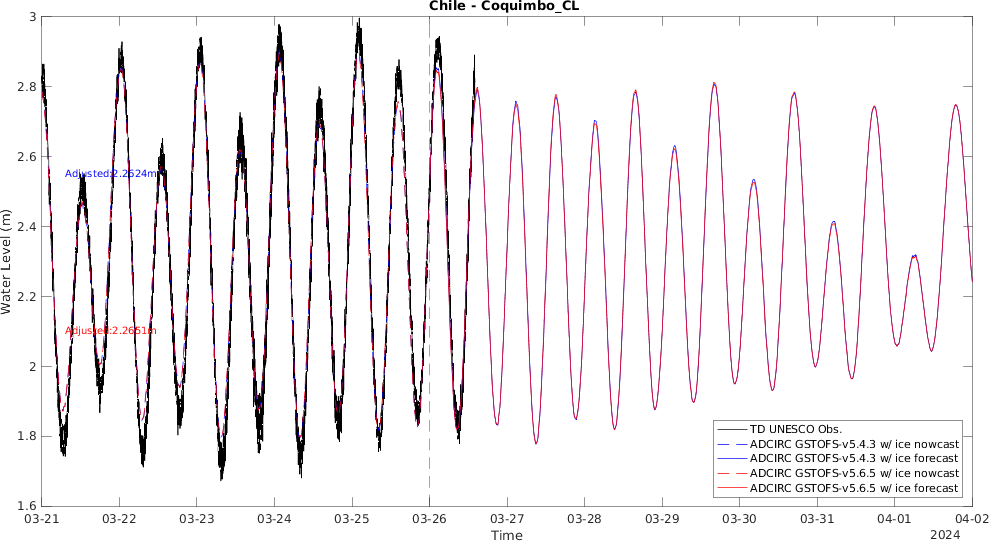 Chile - Coquimbo_CL
3
2.8
2.6
2.4
2.2
2
1.8
1.6
Water Level (m)
Adjusted:2.2524m
Adjusted:2.2651m
TD UNESCO Obs.
ADCIRC GSTOFS-v5.4.3 w/ ice nowcast
ADCIRC GSTOFS-v5.4.3 w/ ice forecast
ADCIRC GSTOFS-v5.6.5 w/ ice nowcast
ADCIRC GSTOFS-v5.6.5 w/ ice forecast
03-21 03-22 03-23 03-24 03-25 03-26 03-27 03-28 03-29 03-30 03-31 04-01 04-02
Time
2024